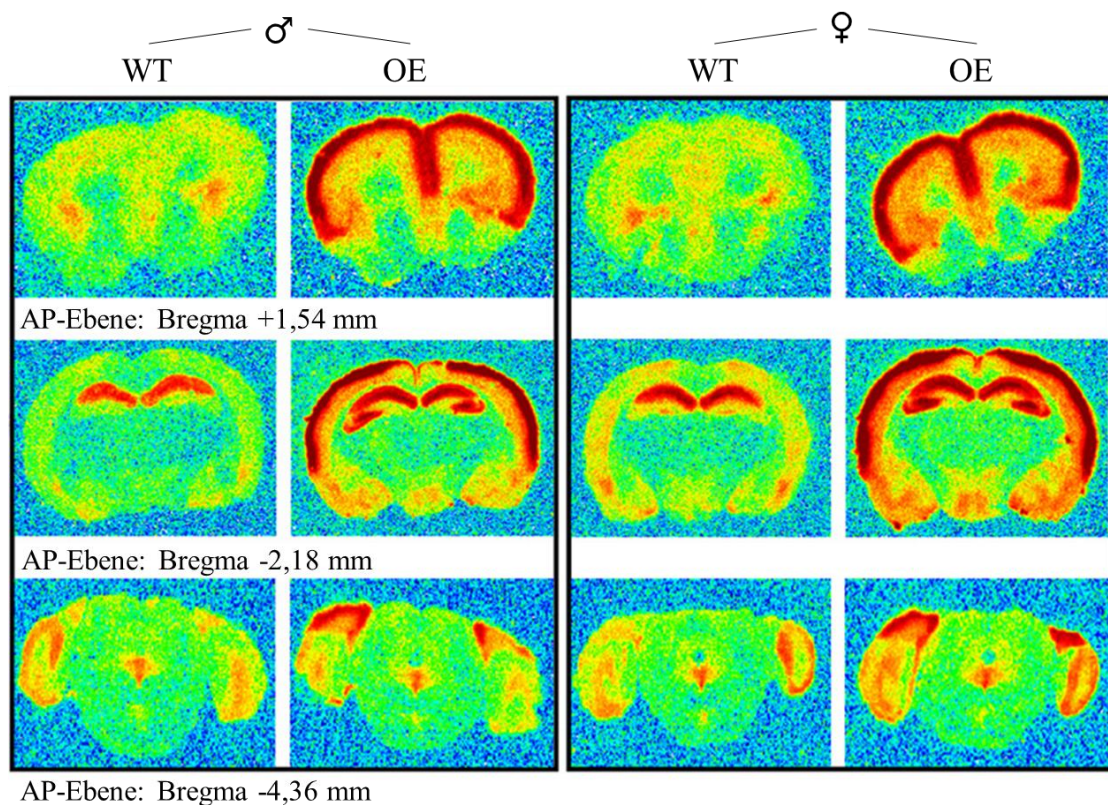 ♂ ♀
WT OE WT OE
AP-Ebene: Bregma +1,54 mm
AP-Ebene: Bregma -2,18 mm
AP-Ebene: Bregma -4,36 mm